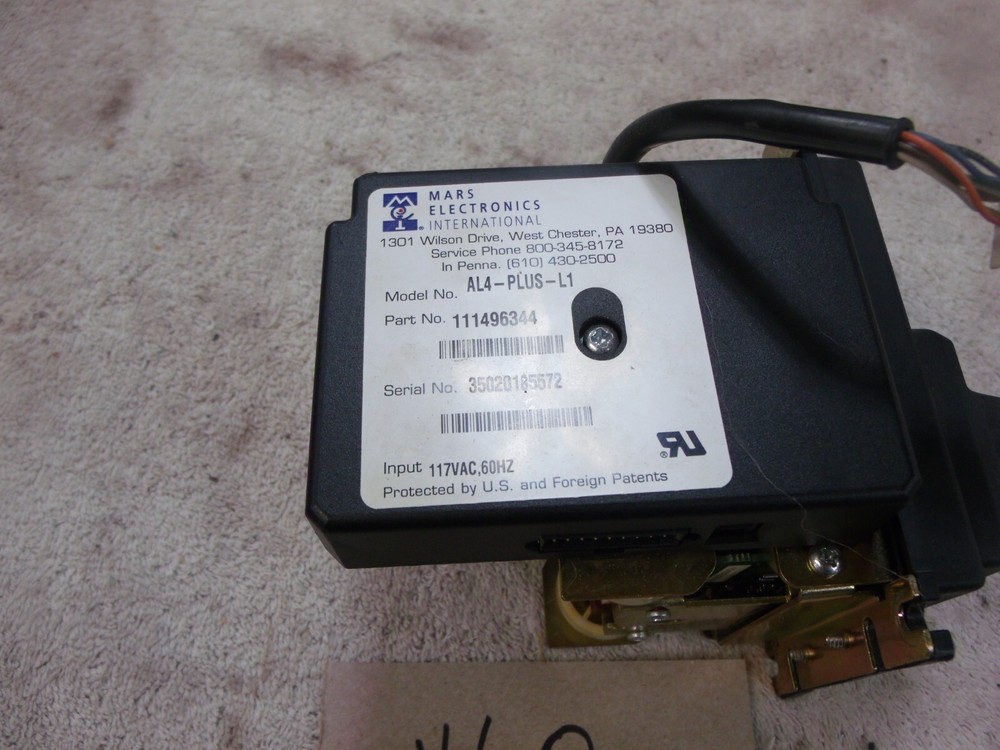 MARS
ELECTRONICS
INTERNATIONAL
1301 Wilson Drive, West Chester, PA 19380
Service Phone 800-345-8172
In Penna. (610) 430-2500
Model No. AL4-PLUS-L1
Part No. 111496344
Serial No. 35020185572
Input 117VAC,60HZ
Protected by U.S. and Foreign Patents